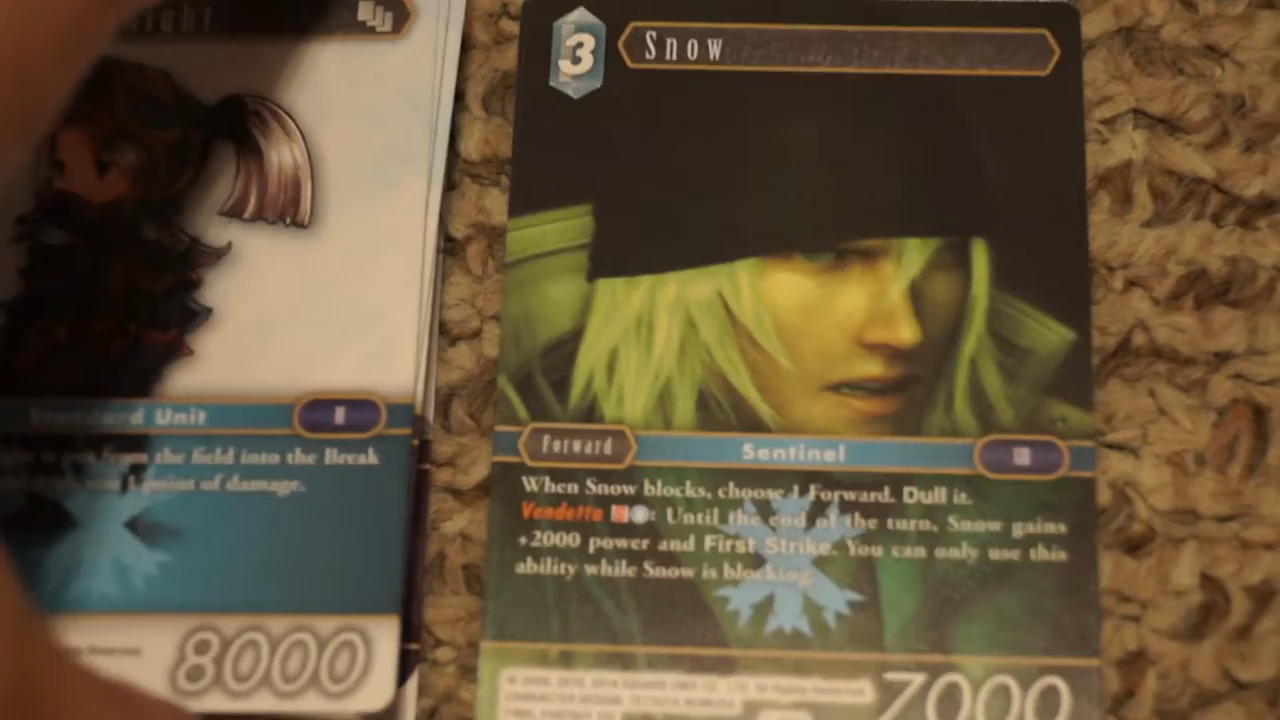 Standard Unit
from the field into the Break
point of damage.
8000
3
Snow
Forward
Sentinel
When Snow blocks, choose 1 Forward. Dull it.
Vendetta : Until the end of the turn, Snow gains
+2000 power and First Strike. You can only use this
ability while Snow is blocking.
7000